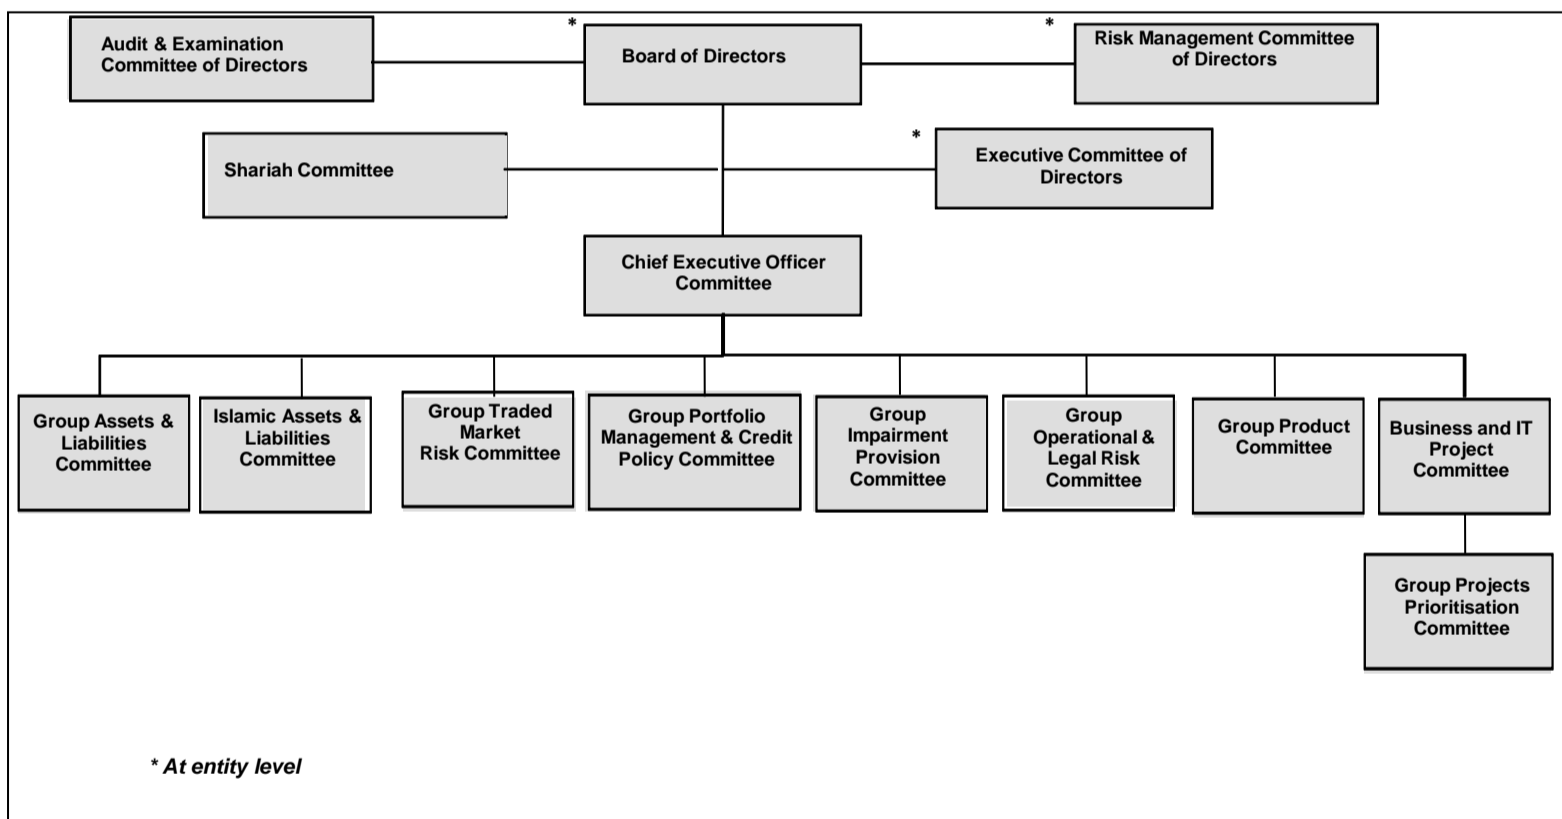 *
*
Audit & Examination
Committee of Directors
Board of Directors
Risk Management Committee
of Directors
Shariah Committee
*
Executive Committee of
Directors
Chief Executive Officer
Committee
Group Assets &
Liabilities
Committee
Islamic Assets &
Liabilities
Committee
Group Traded
Market
Risk Committee
Group Portfolio
Management & Credit
Policy Committee
Group
Impairment
Provision
Committee
Group
Operational &
Legal Risk
Committee
Group Product
Committee
Business and IT
Project
Committee
Group Projects
Prioritisation
Committee
* At entity level